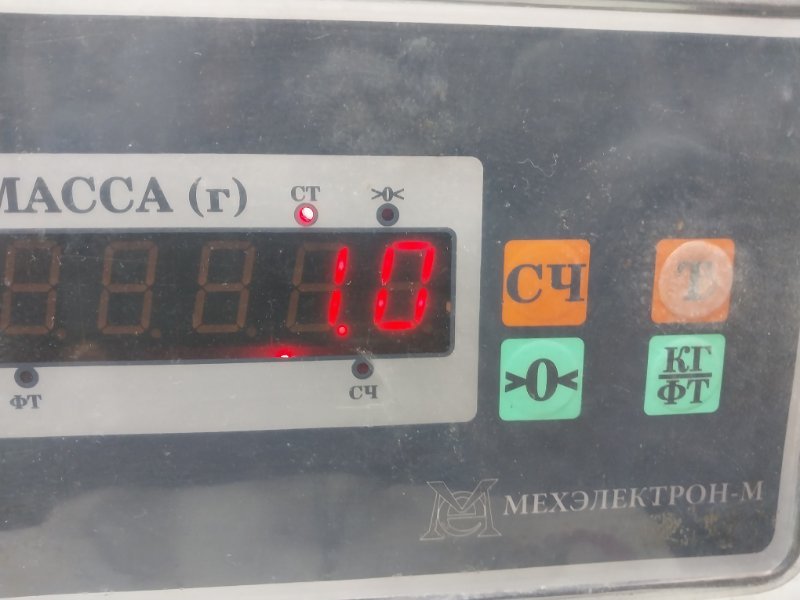 МАССА (г)
СТ
>0<
1.0
ФТ
СЧ
СЧ
Т
>0<
КГ
ФТ
МЕХЭЛЕКТРОН-М